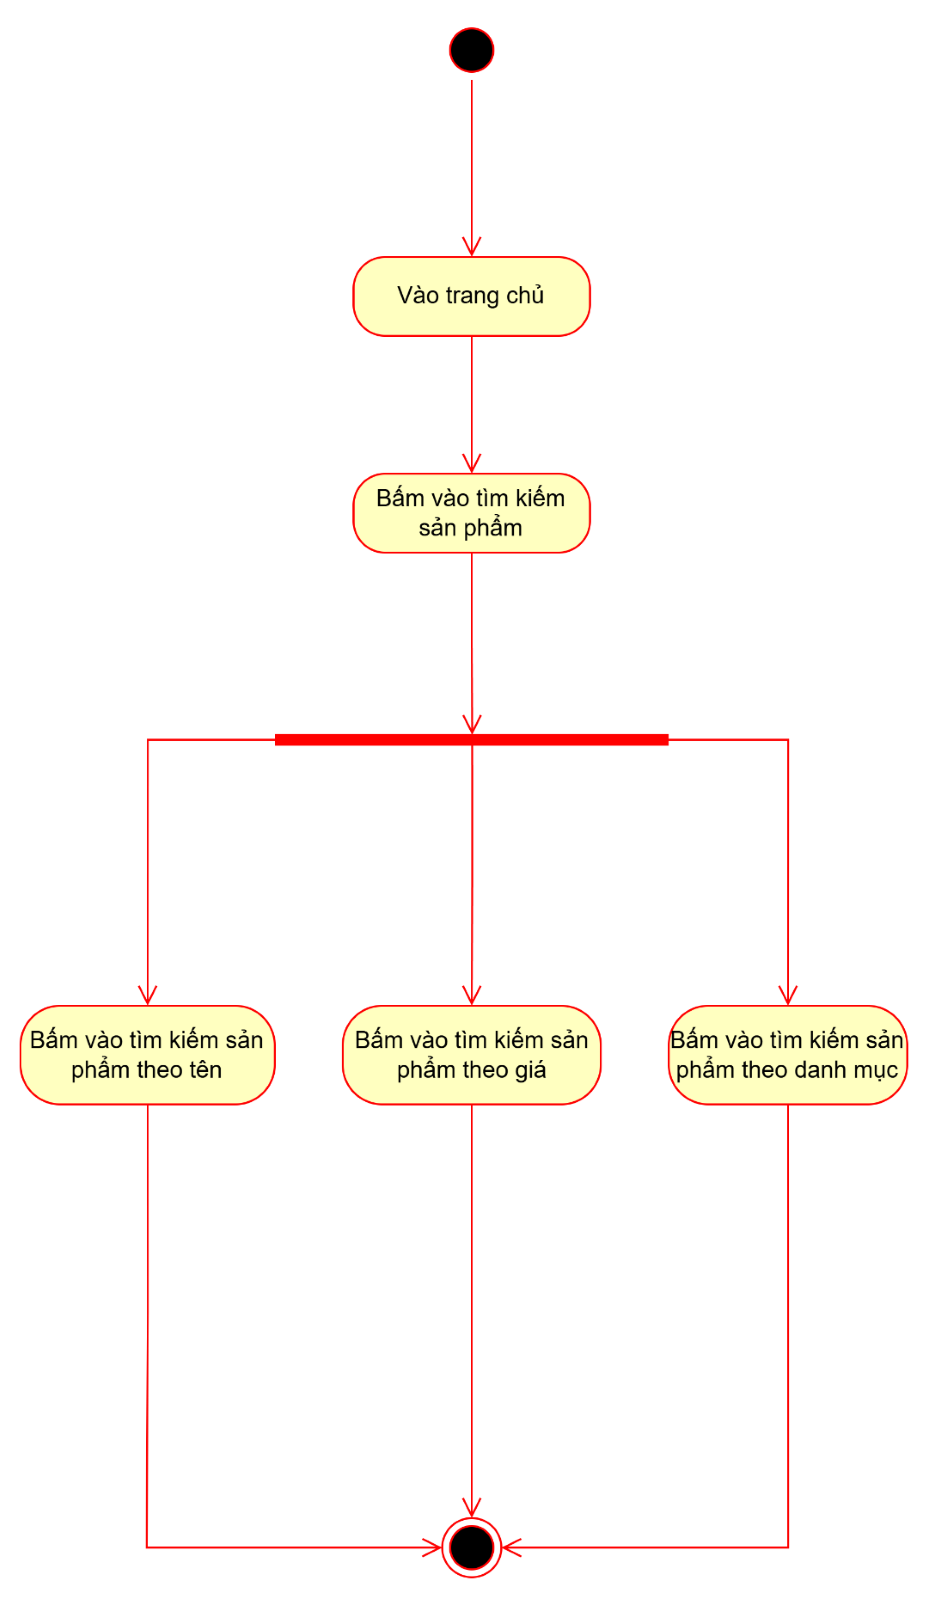 Vào trang chủ
Bấm vào tìm kiếm
sản phẩm
Bấm vào tìm kiếm sản
phẩm theo tên
Bấm vào tìm kiếm sản
phẩm theo giá
Bấm vào tìm kiếm sản
phẩm theo danh mục